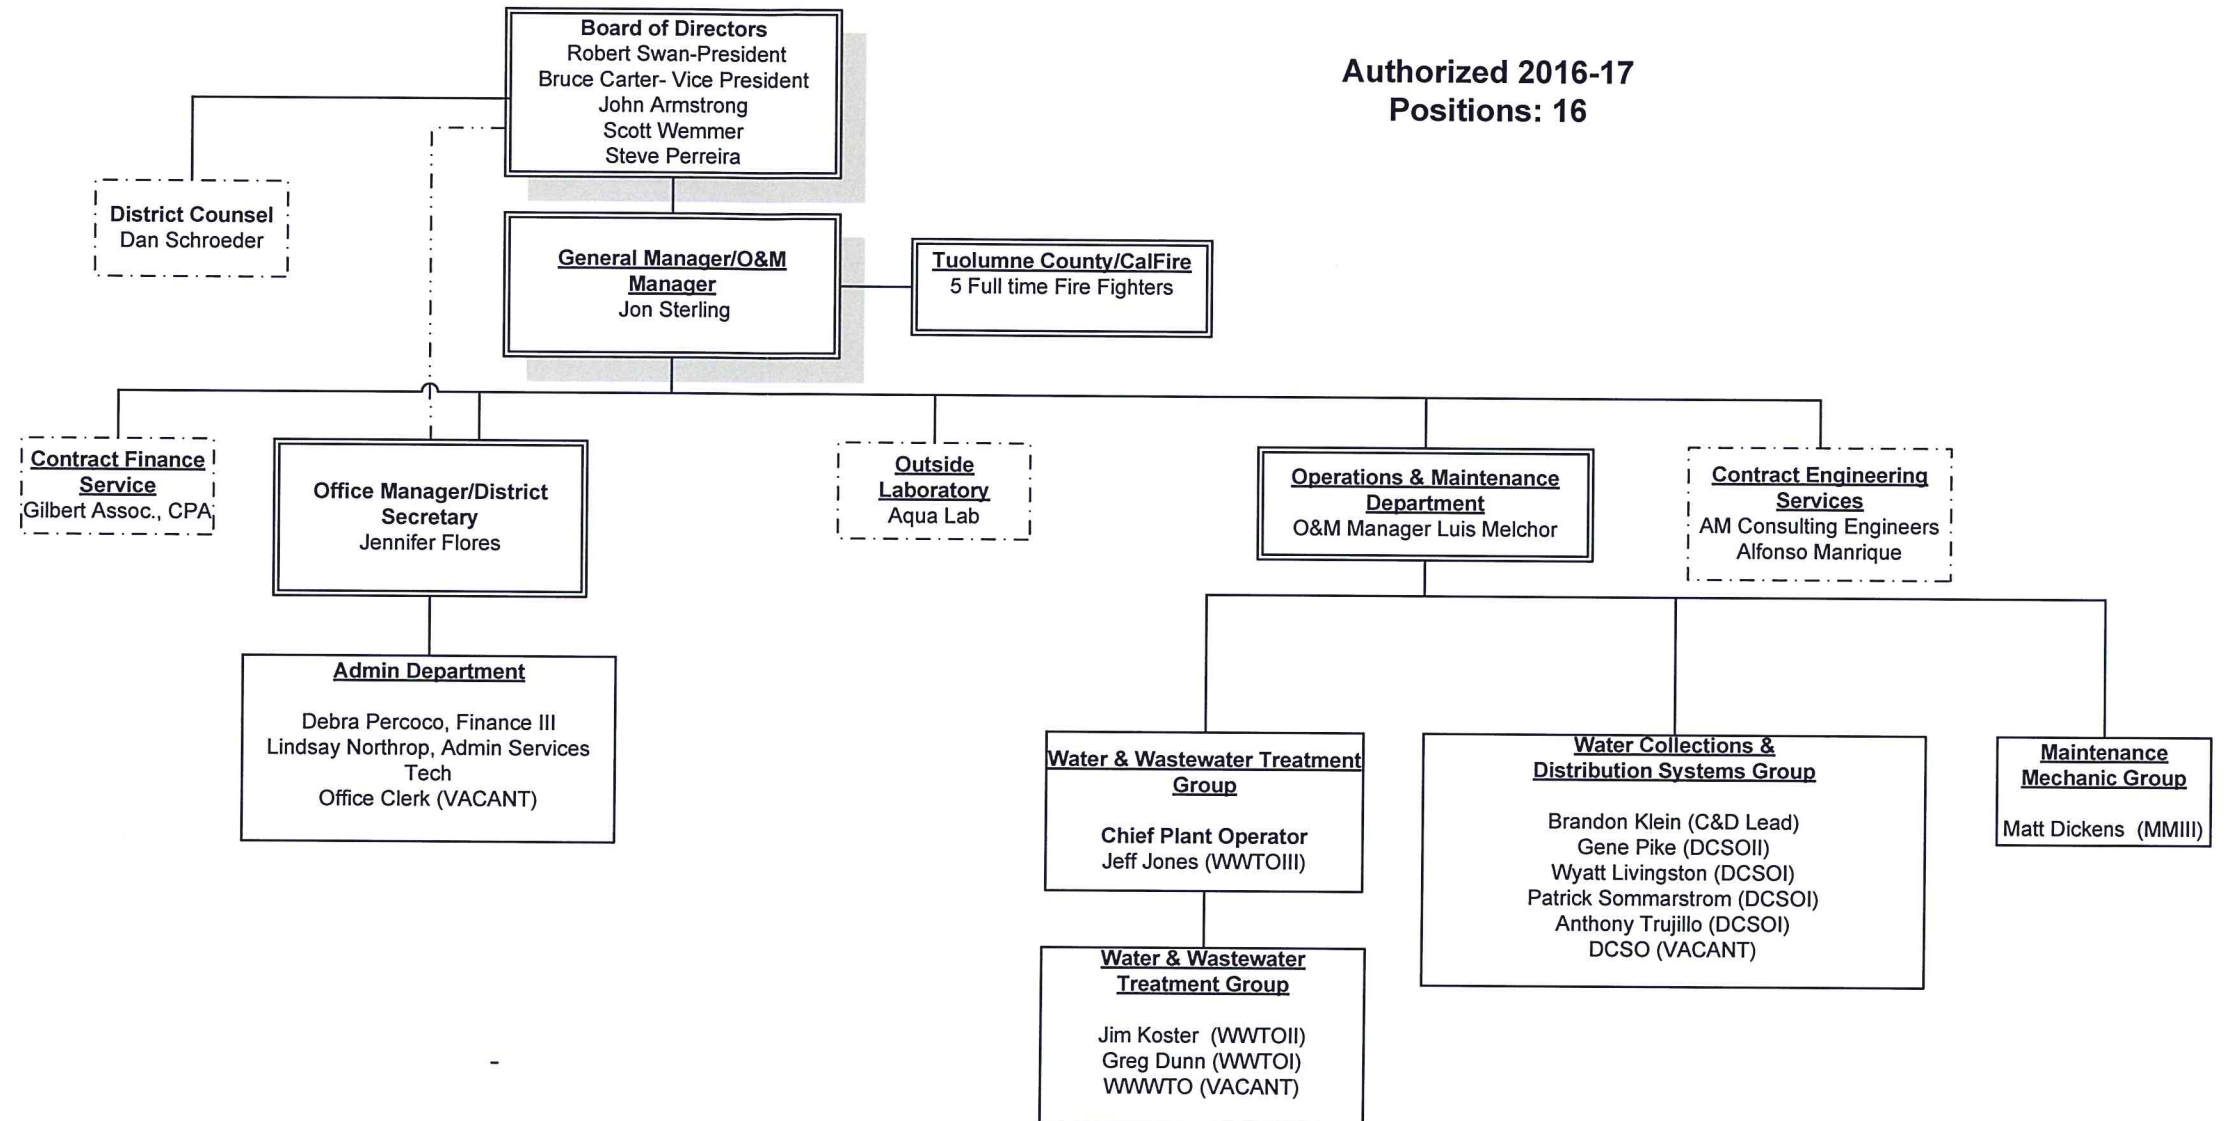 Board of Directors
Robert Swan-President
Bruce Carter- Vice President
John Armstrong
Scott Wemmer
Steve Perreira
Authorized 2016-17
Positions: 16
District Counsel
Dan Schroeder
General Manager/O&M
Manager
Jon Sterling
Tuolumne County/CalFire
5 Full time Fire Fighters
Contract Finance
Service
Gilbert Assoc., CPA
Office Manager/District
Secretary
Jennifer Flores
Outside
Laboratory
Aqua Lab
Operations & Maintenance
Department
O&M Manager Luis Melchor
Contract Engineering
Services
AM Consulting Engineers
Alfonso Manrique
Admin Department
Debra Percoco, Finance III
Lindsay Northrop, Admin Services
Tech
Office Clerk (VACANT)
Water & Wastewater Treatment
Group
Chief Plant Operator
Jeff Jones (WWTOIII)
Water Collections &
Distribution Systems Group
Brandon Klein (C&D Lead)
Gene Pike (DCSOII)
Wyatt Livingston (DCSOI)
Patrick Sommarstrom (DCSOI)
Anthony Trujillo (DCSOI)
DCSO (VACANT)
Maintenance
Mechanic Group
Matt Dickens (MMIII)
Water & Wastewater
Treatment Group
Jim Koster (WWTOII)
Greg Dunn (WWTOI)
WWWTO (VACANT)